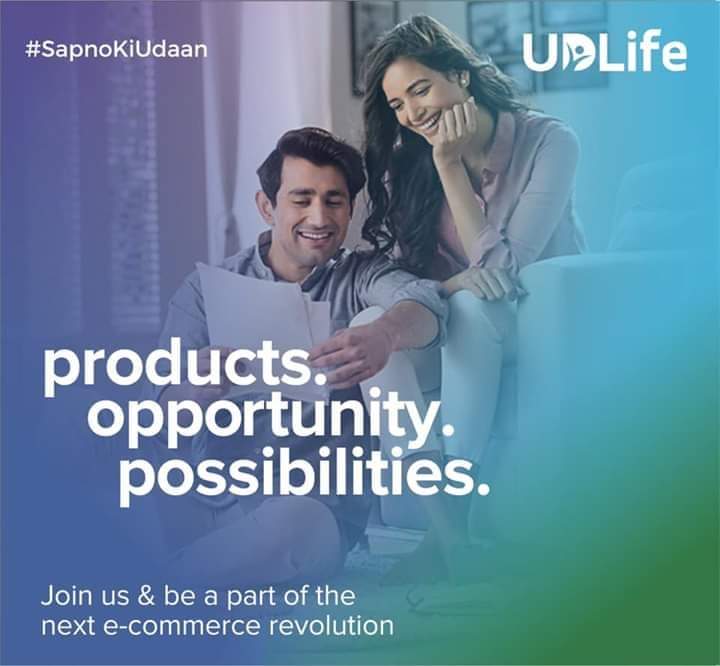 #SapnoKiUdaan
UDLife
products.
opportunity.
possibilities.
Join us & be a part of the
next e-commerce revolution